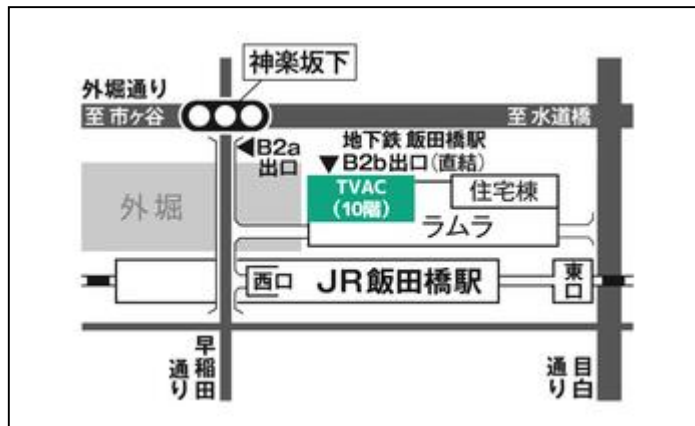 神楽坂下
外堀通り
至 市ヶ谷
至 水道橋
B2a
出口
地下鉄 飯田橋駅
B2b出口(直結)
TVAC
(10階)
住宅棟
外堀
ラムラ
西口
JR飯田橋駅
東口
早稲田通り
目白通り